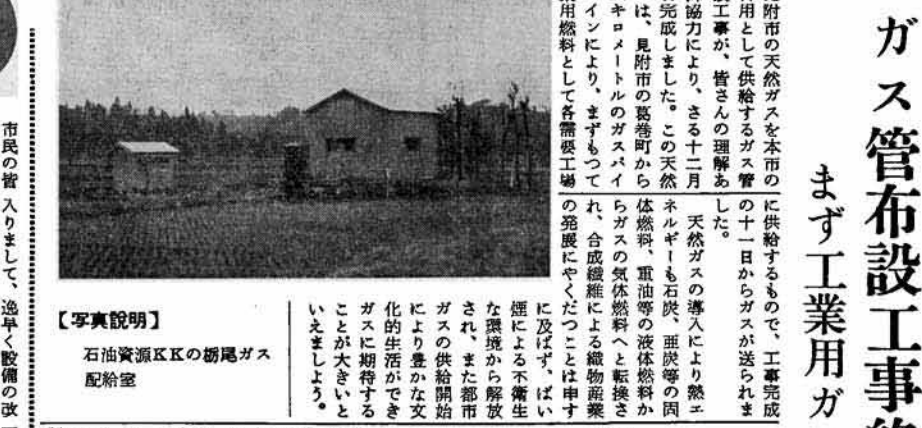 ガス管布設工事
まず工業用ガ
附市の天然ガスを本市の
用として供給するガス管
工事が、皆さんの理解あ
協力により、さる十二月
完成しました。この天然
は、見附市の葛巻町から
キロメートルのガスパイ
インにより、まずもつて
用燃料として各需要工場
に供給するもので、工事完成
の十一日からガスが送られま
した。
天然ガスの導入により熱エ
ネルギーも石炭、亜炭等の固
体燃料、重油等の液体燃料か
らガスの気体燃料へと転換さ
れ、合成繊維による織物産業
の発展にやくだつことは申す
に及ばず、ばい
煙による不衛生
な環境から解放
され、また都市
ガスの供給開始
により豊かな文
化的生活ができ
ガスに期待する
ことが大きいと
いえましよう。
【写真説明】
石油資源KKの栃尾ガス
配給室
市民の皆
入りまして、逸早く設備の改